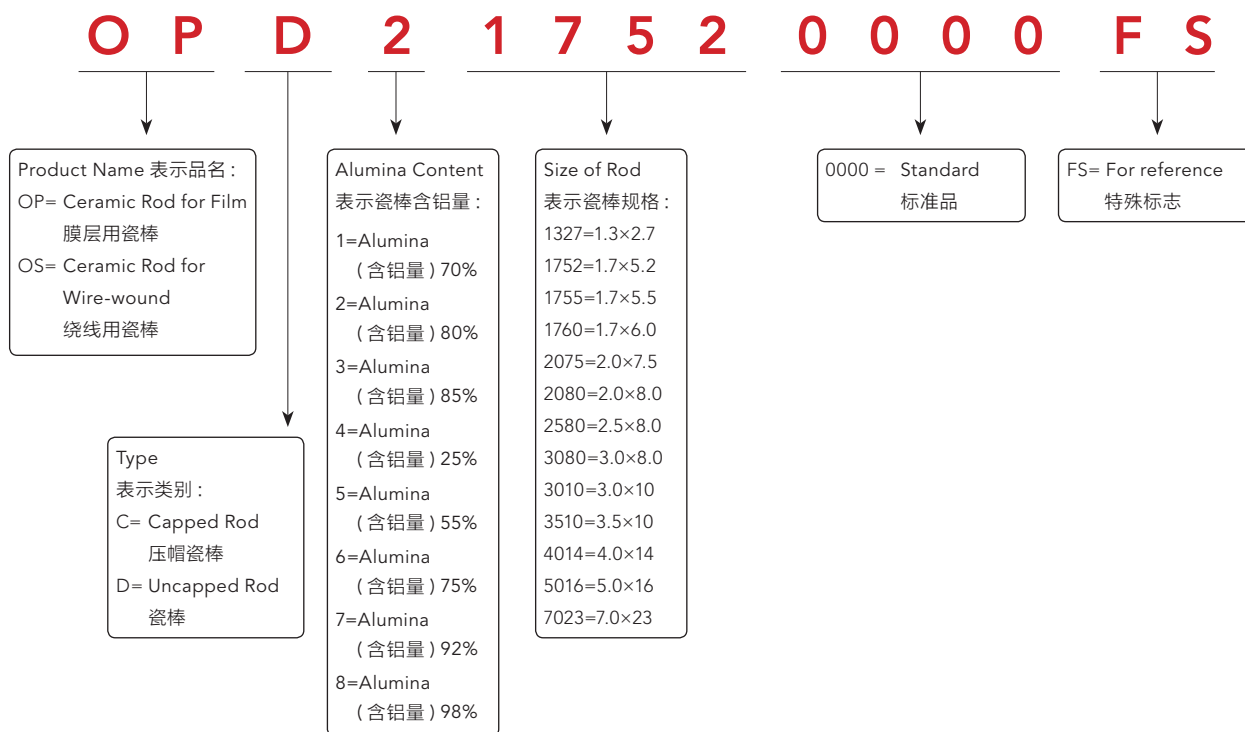 O P D 2 1 7 5 2 0 0 0 0 F S
Product Name 表示品名 :
OP= Ceramic Rod for Film
膜层用瓷棒
OS= Ceramic Rod for
Wire-wound
绕线用瓷棒
Type
表示类别 :
C= Capped Rod
压帽瓷棒
D= Uncapped Rod
瓷棒
Alumina Content
表示瓷棒含铝量 :
1=Alumina
( 含铝量 ) 70%
2=Alumina
( 含铝量 ) 80%
3=Alumina
( 含铝量 ) 85%
4=Alumina
( 含铝量 ) 25%
5=Alumina
( 含铝量 ) 55%
6=Alumina
( 含铝量 ) 75%
7=Alumina
( 含铝量 ) 92%
8=Alumina
( 含铝量 ) 98%
Size of Rod
表示瓷棒规格 :
1327=1.3×2.7
1752=1.7×5.2
1755=1.7×5.5
1760=1.7×6.0
2075=2.0×7.5
2080=2.0×8.0
2580=2.5×8.0
3080=3.0×8.0
3010=3.0×10
3510=3.5×10
4014=4.0×14
5016=5.0×16
7023=7.0×23
0000 = Standard
标准品
FS= For reference
特殊标志